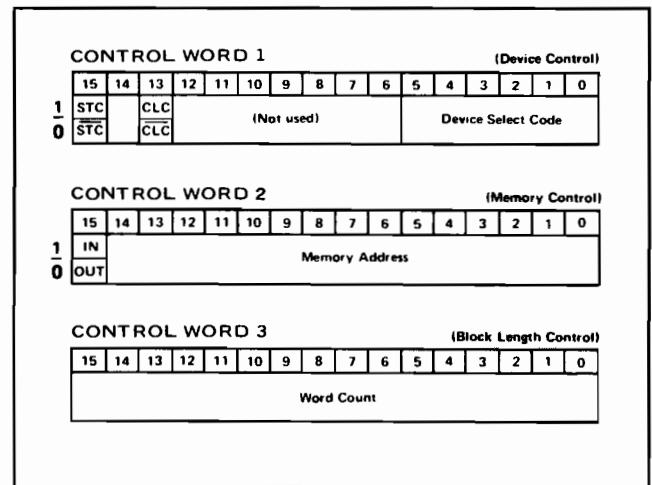 CONTROL WORD 1 (Device Control)
15 14 13 12 11 10 9 8 7 6 5 4 3 2 1 0
1 STC CLC (Not used) Device Select Code
0 S̅T̅C̅ C̅L̅C̅
CONTROL WORD 2 (Memory Control)
15 14 13 12 11 10 9 8 7 6 5 4 3 2 1 0
1 IN Memory Address
0 OUT
CONTROL WORD 3 (Block Length Control)
15 14 13 12 11 10 9 8 7 6 5 4 3 2 1 0
Word Count